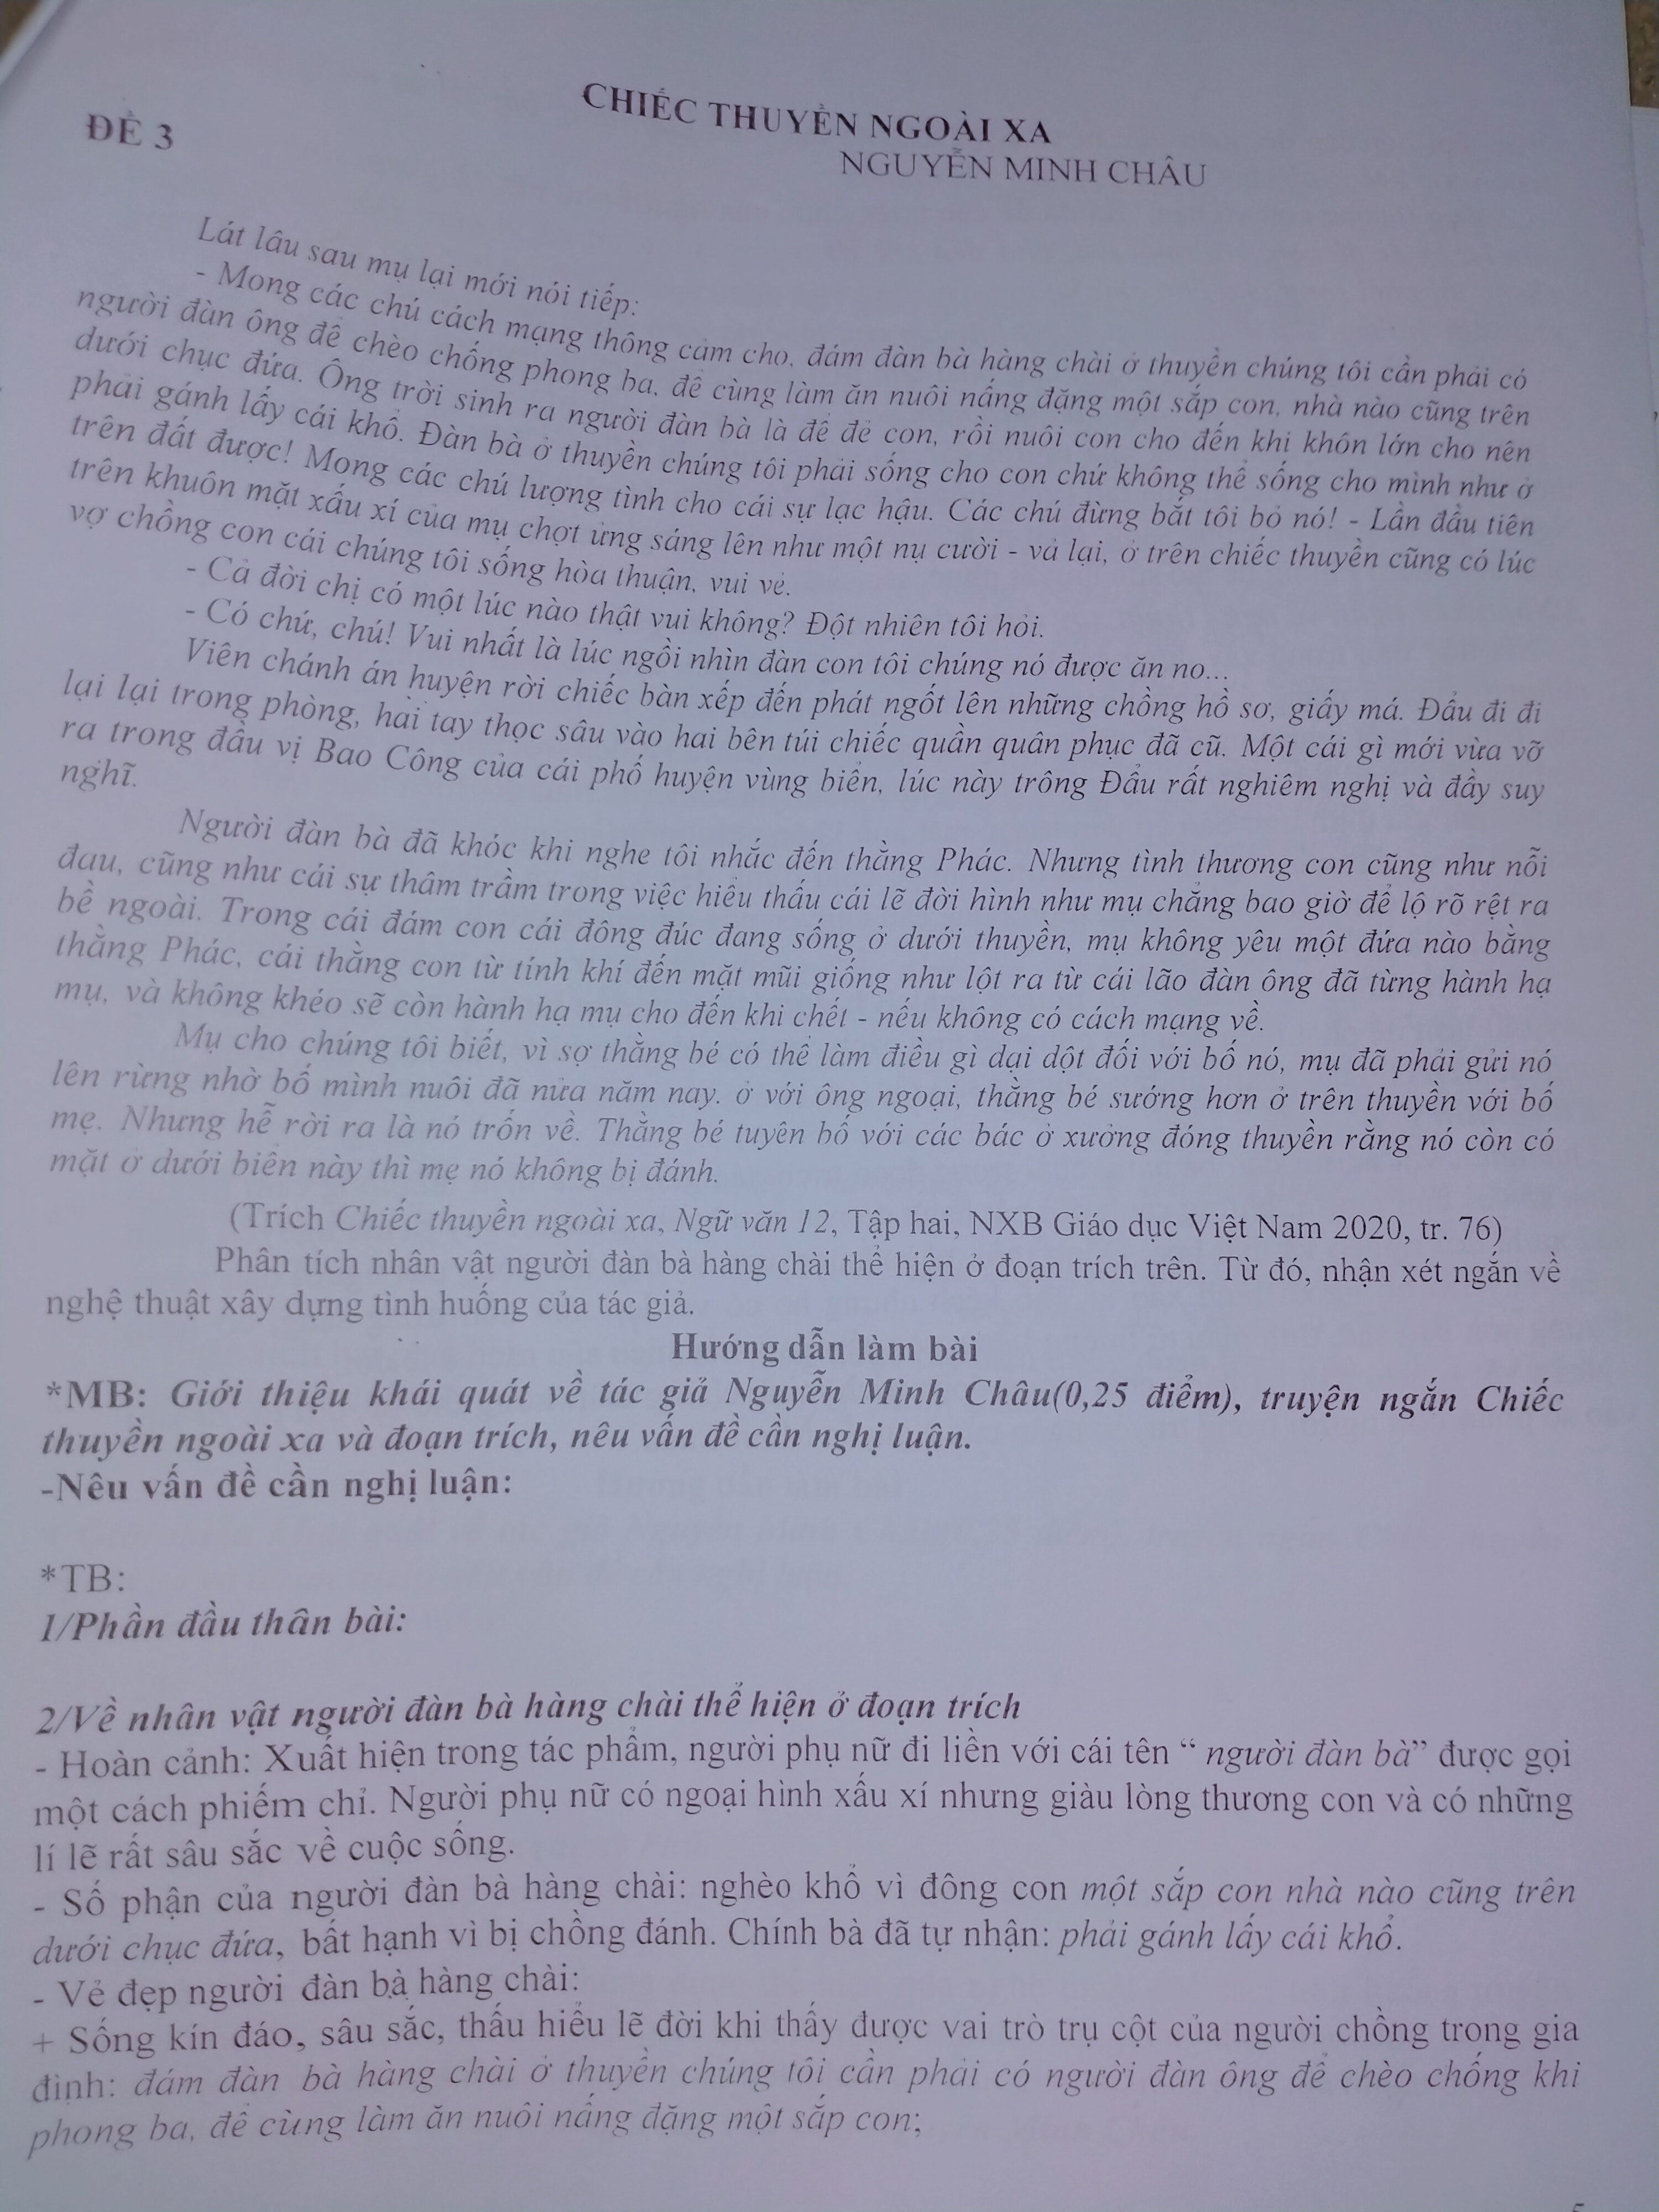 ĐỀ 3
CHIẾC THUYỀN NGOÀI XA
NGUYỄN MINH CHÂU
Lát lâu sau mụ lại mới nói tiếp:
- Mong các chú cách mạng thông cảm cho, đám đàn bà hàng chài ở thuyền chúng tôi cần phải có
người đàn ông để chèo chống phong ba, để cùng làm ăn nuôi nấng đặng một sắp con, nhà nào cũng trên
dưới chục đứa. Ông trời sinh ra người đàn bà là để đẻ con, rồi nuôi con cho đến khi khôn lớn cho nên
phải gánh lấy cái khổ. Đàn bà ở thuyền chúng tôi phải sống cho con chứ không thể sống cho mình như ở
trên đất được! Mong các chú lượng tình cho cái sự lạc hậu. Các chú đừng bắt tôi bỏ nó! - Lần đầu tiên
trên khuôn mặt xấu xí của mụ chợt ửng sáng lên như một nụ cười - vả lại, ở trên chiếc thuyền cũng có lúc
vợ chồng con cái chúng tôi sống hòa thuận, vui vẻ.
- Cả đời chị có một lúc nào thật vui không? Đột nhiên tôi hỏi.
- Có chứ, chú! Vui nhất là lúc ngồi nhìn đàn con tôi chúng nó được ăn no...
Viên chánh án huyện rời chiếc bàn xếp đến phát ngốt lên những chồng hồ sơ, giấy má. Đẩu đi đi
lại lại trong phòng, hai tay thọc sâu vào hai bên túi chiếc quần quân phục đã cũ. Một cái gì mới vừa vỡ
ra trong đầu vị Bao Công của cái phố huyện vùng biển, lúc này trông Đẩu rất nghiêm nghị và đầy suy
nghĩ.
Người đàn bà đã khóc khi nghe tôi nhắc đến thằng Phác. Nhưng tình thương con cũng như nỗi
đau, cũng như cái sự thâm trầm trong việc hiểu thấu cái lẽ đời hình như mụ chẳng bao giờ để lộ rõ rệt ra
bề ngoài. Trong cái đám con cái đông đúc đang sống ở dưới thuyền, mụ không yêu một đứa nào bằng
thằng Phác, cái thằng con từ tính khí đến mặt mũi giống như lột ra từ cái lão đàn ông đã từng hành hạ
mụ, và không khéo sẽ còn hành hạ mụ cho đến khi chết - nếu không có cách mạng về.
Mụ cho chúng tôi biết, vì sợ thằng bé có thể làm điều gì dại dột đối với bố nó, mụ đã phải gửi nó
lên rừng nhờ bố mình nuôi đã nửa năm nay. ở với ông ngoại, thằng bé sướng hơn ở trên thuyền với bố
mẹ. Nhưng hễ rời ra là nó trốn về. Thằng bé tuyên bố với các bác ở xưởng đóng thuyền rằng nó còn có
mặt ở dưới biển này thì mẹ nó không bị đánh.
(Trích Chiếc thuyền ngoài xa, Ngữ văn 12, Tập hai, NXB Giáo dục Việt Nam 2020, tr. 76)
Phân tích nhân vật người đàn bà hàng chài thể hiện ở đoạn trích trên. Từ đó, nhận xét ngắn về
nghệ thuật xây dựng tình huống của tác giả.
Hướng dẫn làm bài
*MB: Giới thiệu khái quát về tác giả Nguyễn Minh Châu(0,25 điểm), truyện ngắn Chiếc
thuyền ngoài xa và đoạn trích, nêu vấn đề cần nghị luận.
-Nêu vấn đề cần nghị luận:
*TB:
1/Phần đầu thân bài:
2/Về nhân vật người đàn bà hàng chài thể hiện ở đoạn trích
- Hoàn cảnh: Xuất hiện trong tác phẩm, người phụ nữ đi liền với cái tên “ người đàn bà” được gọi
một cách phiếm chỉ. Người phụ nữ có ngoại hình xấu xí nhưng giàu lòng thương con và có những
lí lẽ rất sâu sắc về cuộc sống.
- Số phận của người đàn bà hàng chài: nghèo khổ vì đông con một sắp con nhà nào cũng trên
dưới chục đứa, bất hạnh vì bị chồng đánh. Chính bà đã tự nhận: phải gánh lấy cái khổ.
- Vẻ đẹp người đàn bà hàng chài:
+ Sống kín đáo, sâu sắc, thấu hiểu lẽ đời khi thấy được vai trò trụ cột của người chồng trong gia
đình: đám đàn bà hàng chài ở thuyền chúng tôi cần phải có người đàn ông để chèo chống khi
phong ba, để cùng làm ăn nuôi nấng đặng một sắp con;